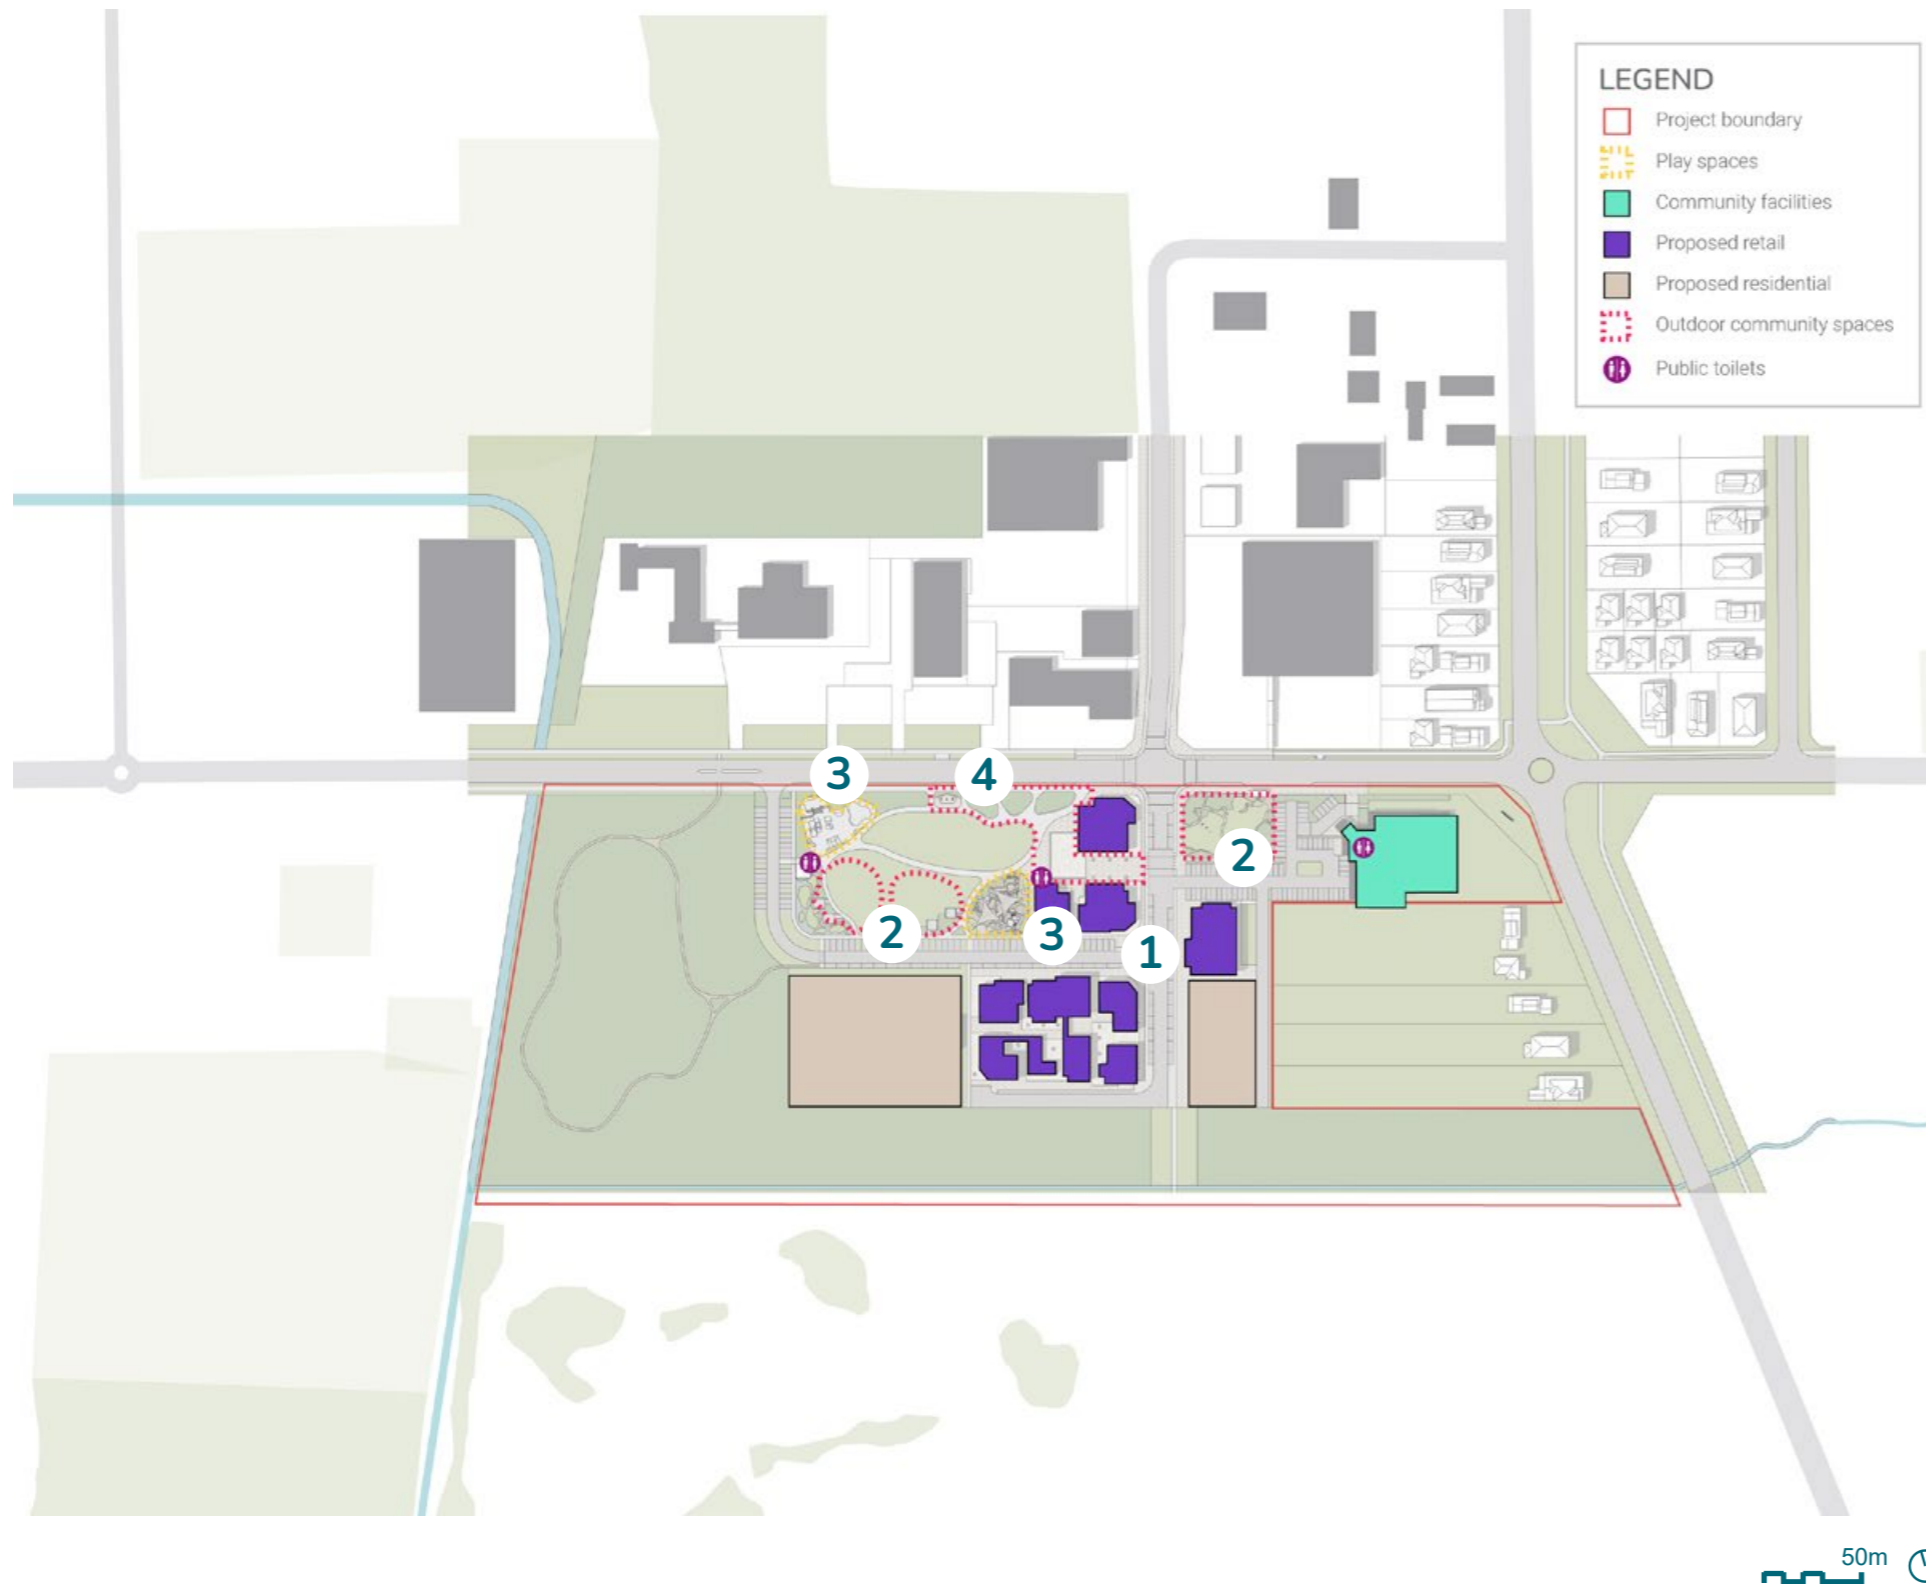 LEGEND
Project boundary
Play spaces
Community facilities
Proposed retail
Proposed residential
Outdoor community spaces
Public toilets
3
4
2
2
3
1
50m